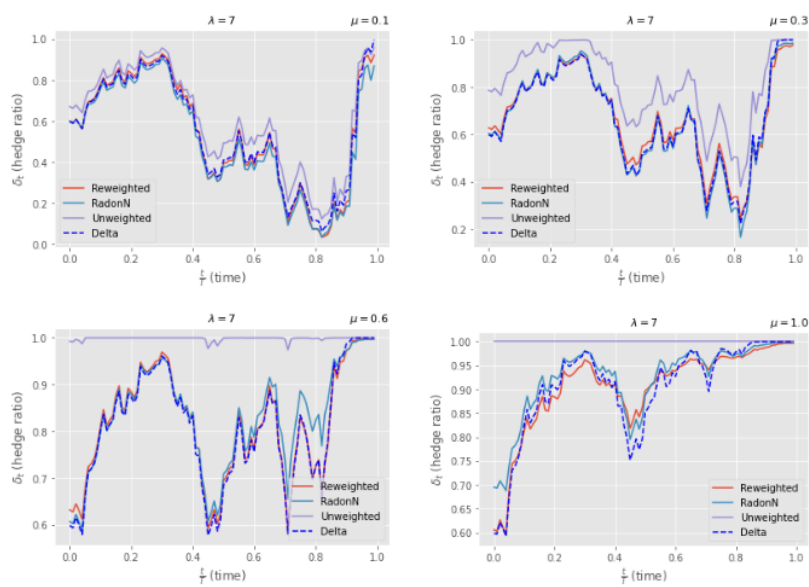 λ = 7 μ = 0.1
1.0
0.8
0.6
0.4
0.2
0.0
δt (hedge ratio)
Reweighted
RadonN
Unweighted
Delta
0.0 0.2 0.4 0.6 0.8 1.0
t/T (time)
λ = 7 μ = 0.3
1.0
0.8
0.6
0.4
0.2
δt (hedge ratio)
Reweighted
RadonN
Unweighted
Delta
0.0 0.2 0.4 0.6 0.8 1.0
t/T (time)
λ = 7 μ = 0.6
1.0
0.9
0.8
0.7
0.6
δt (hedge ratio)
Reweighted
RadonN
Unweighted
Delta
0.0 0.2 0.4 0.6 0.8 1.0
t/T (time)
λ = 7 μ = 1.0
1.00
0.95
0.90
0.85
0.80
0.75
0.70
0.65
0.60
δt (hedge ratio)
Reweighted
RadonN
Unweighted
Delta
0.0 0.2 0.4 0.6 0.8 1.0
t/T (time)